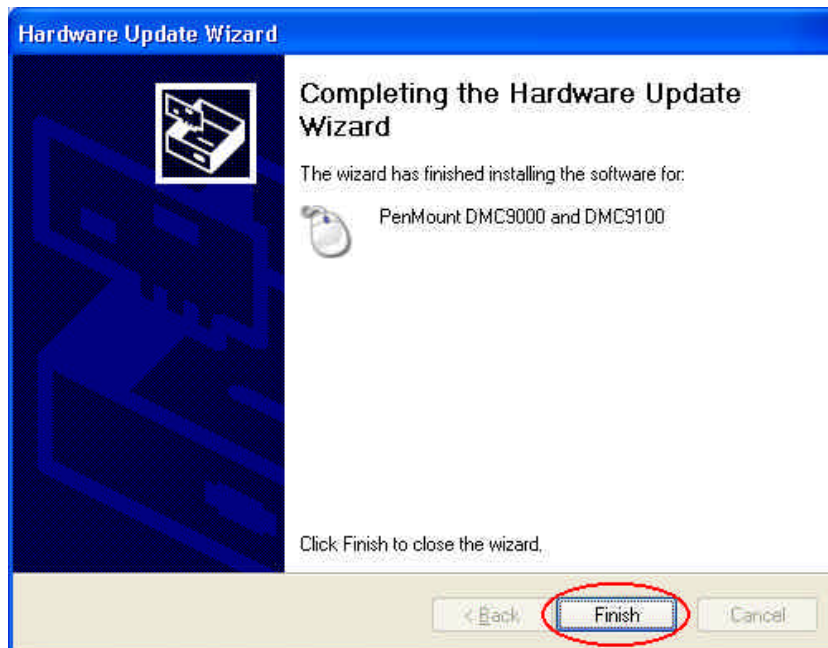 Hardware Update Wizard
Completing the Hardware Update
Wizard
The wizard has finished installing the software for:
PenMount DMC9000 and DMC9100
Click Finish to close the wizard.
< Back Finish Cancel